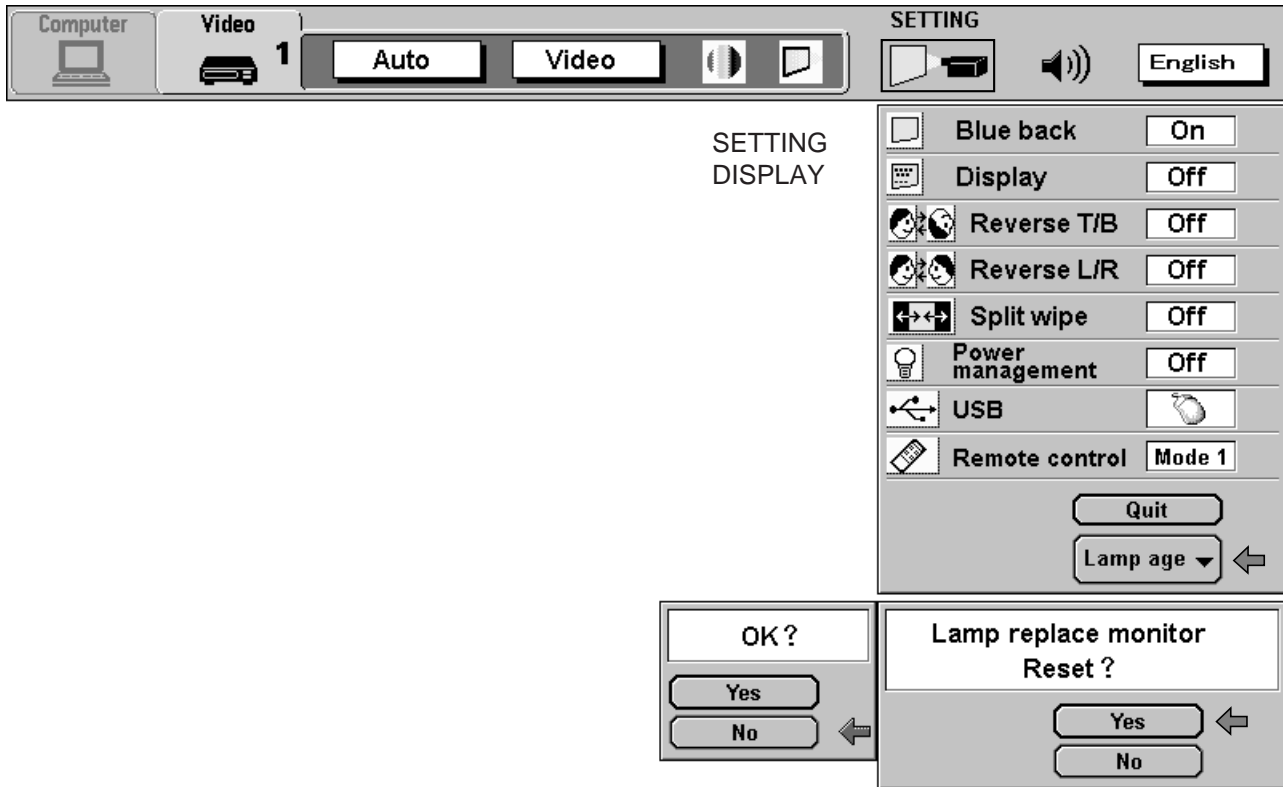 Computer
Video
1
Auto
Video
SETTING
English
SETTING
DISPLAY
Blue back On
Display Off
Reverse T/B Off
Reverse L/R Off
Split wipe Off
Power
management Off
USB
Remote control Mode 1
Quit
Lamp age
OK?
Yes
No
Lamp replace monitor
Reset?
Yes
No